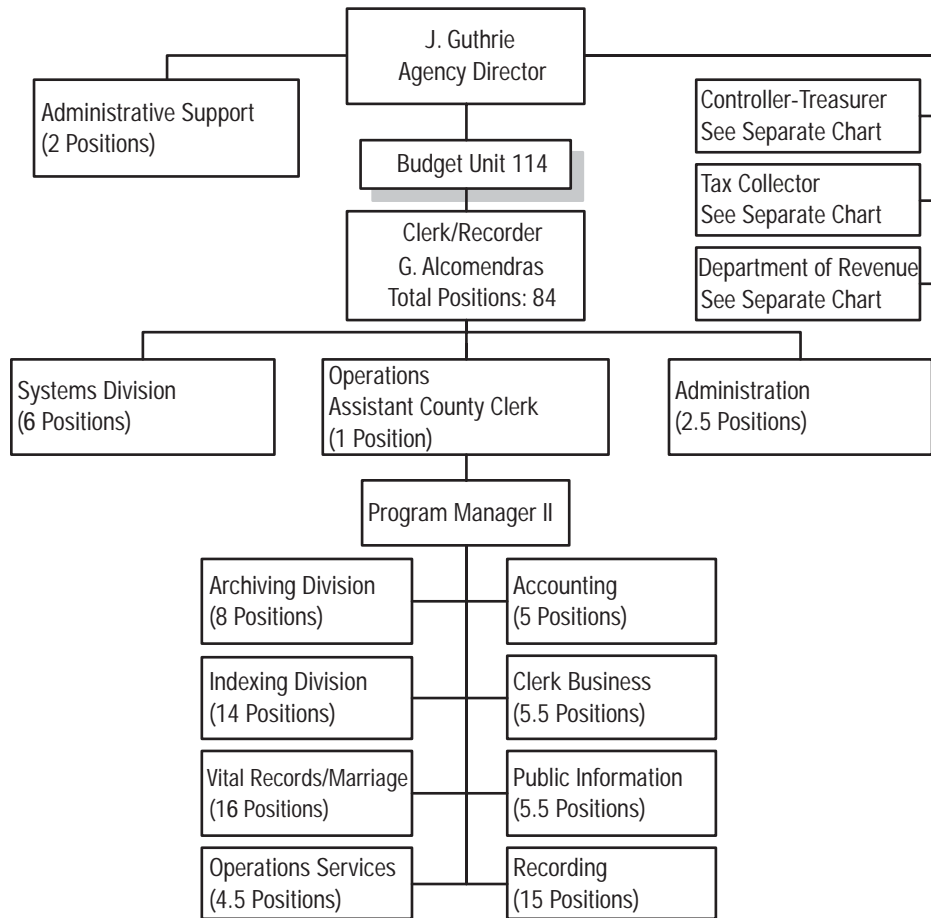 J. Guthrie
Agency Director
Administrative Support
(2 Positions)
Controller-Treasurer
See Separate Chart
Budget Unit 114
Tax Collector
See Separate Chart
Clerk/Recorder
G. Alcomendras
Total Positions: 84
Department of Revenue
See Separate Chart
Systems Division
(6 Positions)
Operations
Assistant County Clerk
(1 Position)
Administration
(2.5 Positions)
Program Manager II
Archiving Division
(8 Positions)
Accounting
(5 Positions)
Indexing Division
(14 Positions)
Clerk Business
(5.5 Positions)
Vital Records/Marriage
(16 Positions)
Public Information
(5.5 Positions)
Operations Services
(4.5 Positions)
Recording
(15 Positions)